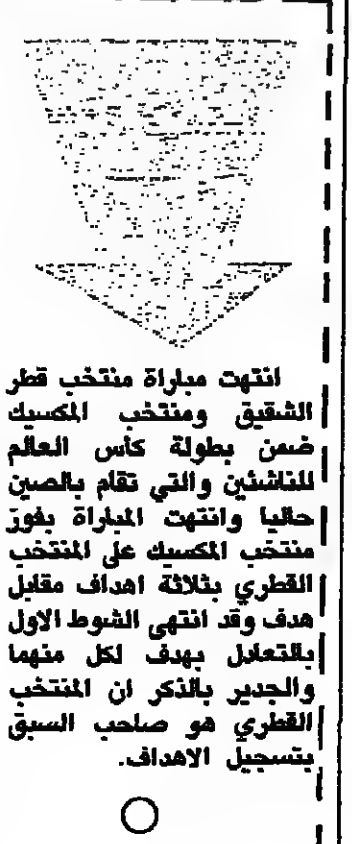 انتهت مباراة منتخب قطر
الشقيق ومنتخب المكسيك
ضمن بطولة كأس العالم
للناشئين والتي تقام بالصين
حاليا وانتهت المباراة بفوز
منتخب المكسيك على المنتخب
القطري بثلاثة اهداف مقابل
هدف وقد انتهى الشوط الاول
بالتعادل بهدف لكل منهما
والجدير بالذكر ان المنتخب
القطري هو صاحب السبق
بتسجيل الاهداف.